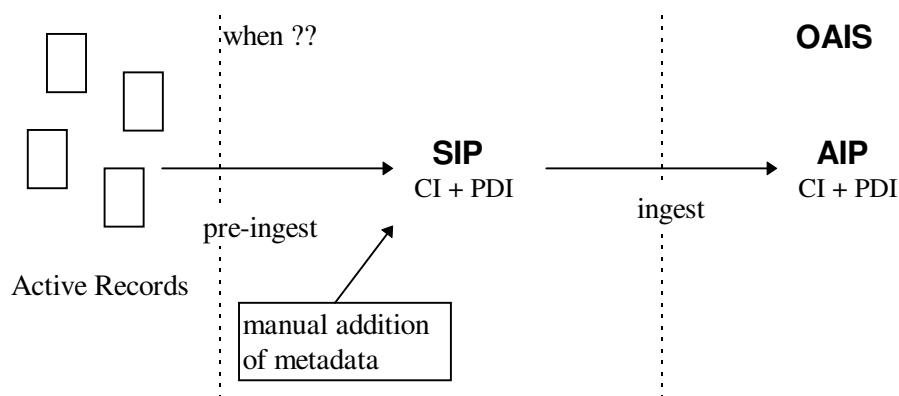 when ??
OAIS
SIP
CI + PDI
AIP
CI + PDI
pre-ingest
ingest
Active Records
manual addition
of metadata